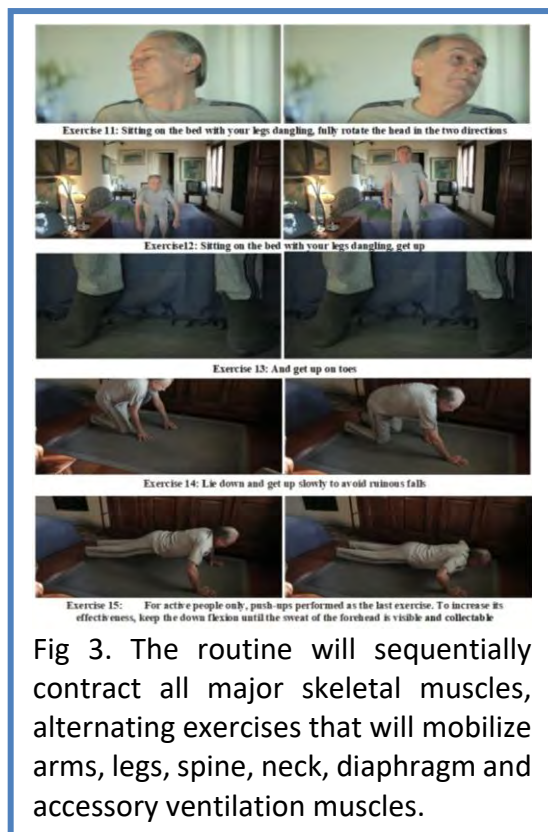 Exercise 11: Sitting on the bed with your legs dangling, fully rotate the head in the two directions
Exercise12: Sitting on the bed with your legs dangling, get up
Exercise 13: And get up on toes
Exercise 14: Lie down and get up slowly to avoid ruinous falls
Exercise 15: For active people only, push-ups performed as the last exercise. To increase its
effectiveness, keep the down flexion until the sweat of the forehead is visible and collectable
Fig 3. The routine will sequentially
contract all major skeletal muscles,
alternating exercises that will mobilize
arms, legs, spine, neck, diaphragm and
accessory ventilation muscles.